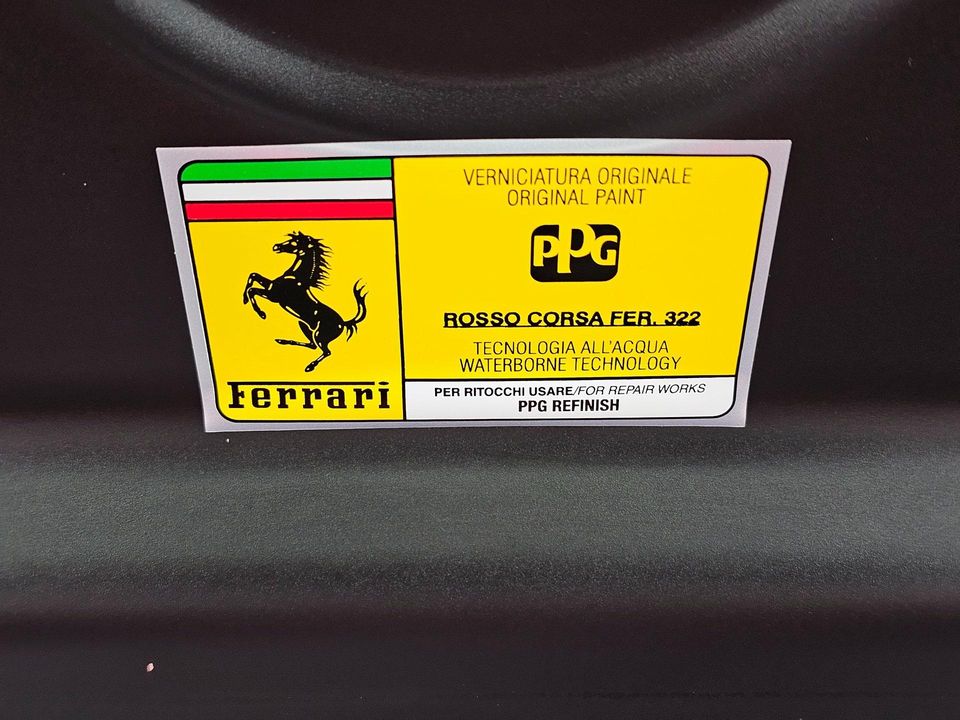 Ferrari
VERNICIATURA ORIGINALE
ORIGINAL PAINT
PPG
ROSSO CORSA FER. 322
TECNOLOGIA ALL'ACQUA
WATERBORNE TECHNOLOGY
PER RITOCCHI USARE/FOR REPAIR WORKS
PPG REFINISH